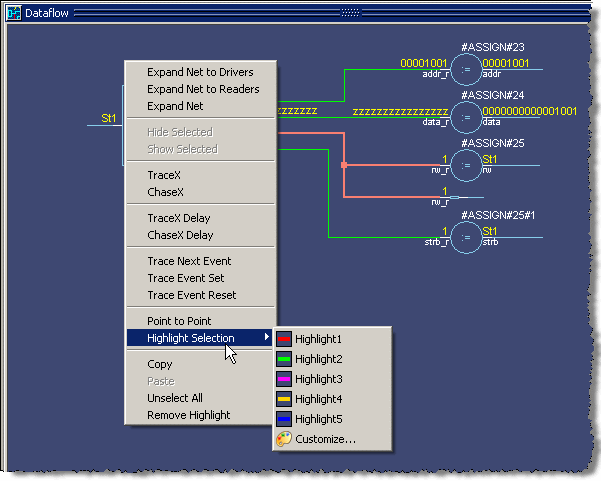 Dataflow
#ASSIGN#23
00001001
00001001
addr_r
:=
addr
#ASSIGN#24
St1
zzzzzzz
zzzzzzzzzzzzzzzz
0000000000001001
data_r
:=
data
#ASSIGN#25
1
St1
rw_r
:=
rw
1
rw_r
#ASSIGN#25#1
1
St1
strb_r
:=
strb
Expand Net to Drivers
Expand Net to Readers
Expand Net
Hide Selected
Show Selected
TraceX
ChaseX
TraceX Delay
ChaseX Delay
Trace Next Event
Trace Event Set
Trace Event Reset
Point to Point
Highlight Selection
Copy
Paste
Unselect All
Remove Highlight
Highlight1
Highlight2
Highlight3
Highlight4
Highlight5
Customize...